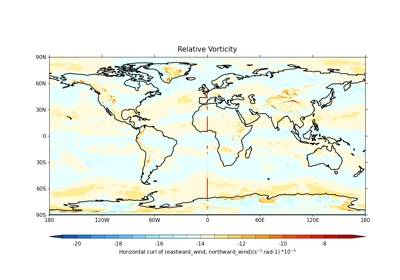 Relative Vorticity
90N
60N
30N
0
30S
60S
90S
180 120W 60W 0 60E 120E 180
-20 -18 -16 -14 -12 -10 -8
Horizontal curl of (eastward_wind, northward_wind)(s-1 rad-1) *10^-5